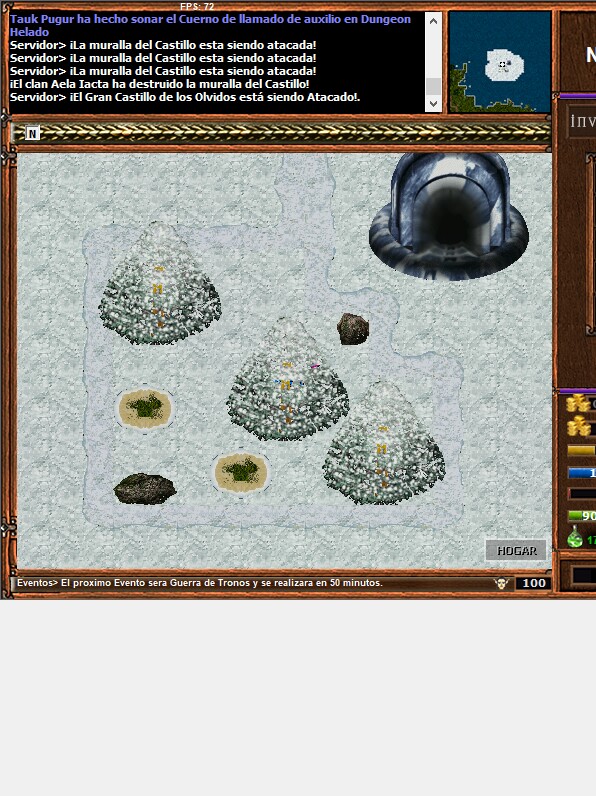 FPS: 72
Tauk Pugur ha hecho sonar el Cuerno de llamado de auxilio en Dungeon
Helado
Servidor> ¡La muralla del Castillo esta siendo atacada!
Servidor> ¡La muralla del Castillo esta siendo atacada!
Servidor> ¡La muralla del Castillo esta siendo atacada!
¡El clan Aela Iacta ha destruido la muralla del Castillo!
Servidor> ¡El Gran Castillo de los Olvidos está siendo Atacado!.
N
N
inv
1
90
17
HOGAR
Eventos> El proximo Evento sera Guerra de Tronos y se realizara en 50 minutos.
100